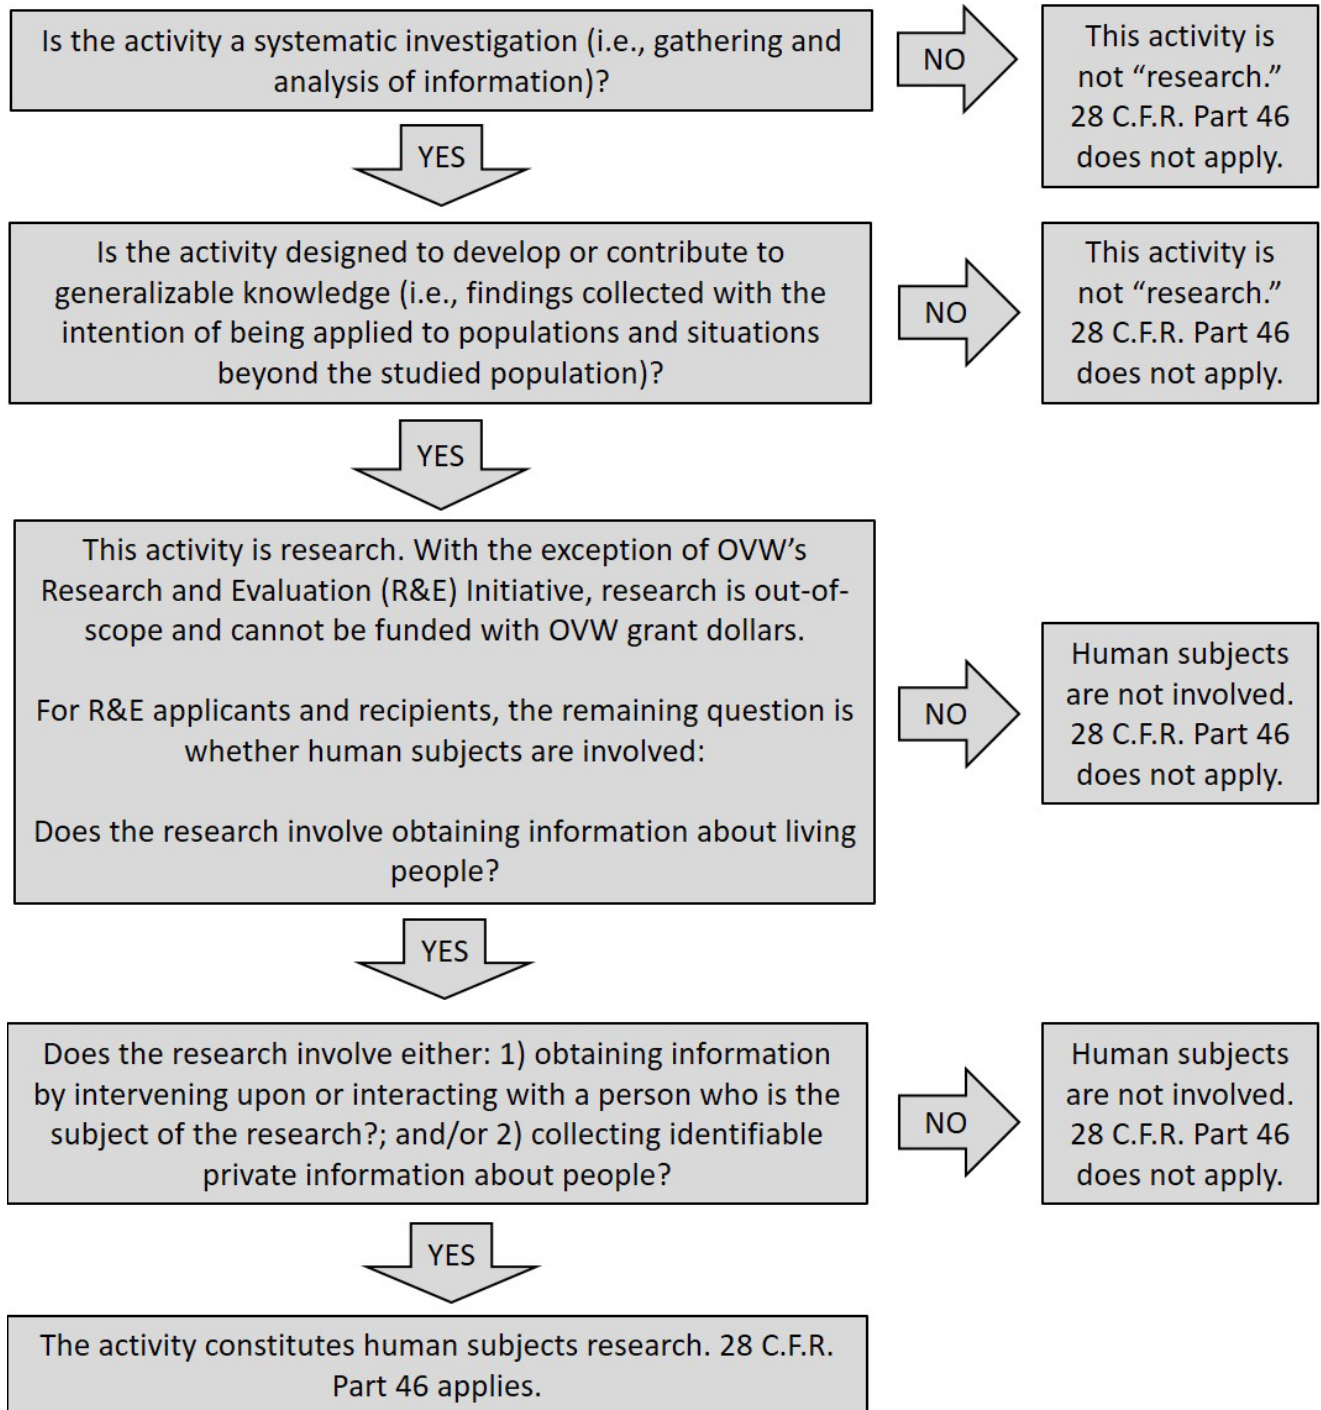 Is the activity a systematic investigation (i.e., gathering and
analysis of information)?
NO
This activity is
not “research.”
28 C.F.R. Part 46
does not apply.
YES
Is the activity designed to develop or contribute to
generalizable knowledge (i.e., findings collected with the
intention of being applied to populations and situations
beyond the studied population)?
NO
This activity is
not “research.”
28 C.F.R. Part 46
does not apply.
YES
This activity is research. With the exception of OVW’s
Research and Evaluation (R&E) Initiative, research is out-of-
scope and cannot be funded with OVW grant dollars.
For R&E applicants and recipients, the remaining question is
whether human subjects are involved:
Does the research involve obtaining information about living
people?
NO
Human subjects
are not involved.
28 C.F.R. Part 46
does not apply.
YES
Does the research involve either: 1) obtaining information
by intervening upon or interacting with a person who is the
subject of the research?; and/or 2) collecting identifiable
private information about people?
NO
Human subjects
are not involved.
28 C.F.R. Part 46
does not apply.
YES
The activity constitutes human subjects research. 28 C.F.R.
Part 46 applies.